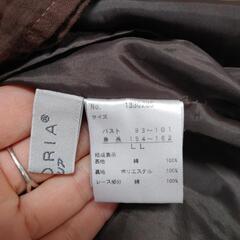 ORIA®
No.
サイズ
バスト 93~101
身長 154~162
LL
組成表示
表地 綿 100%
裏地 ポリエステル 100%
レース部分 綿 100%